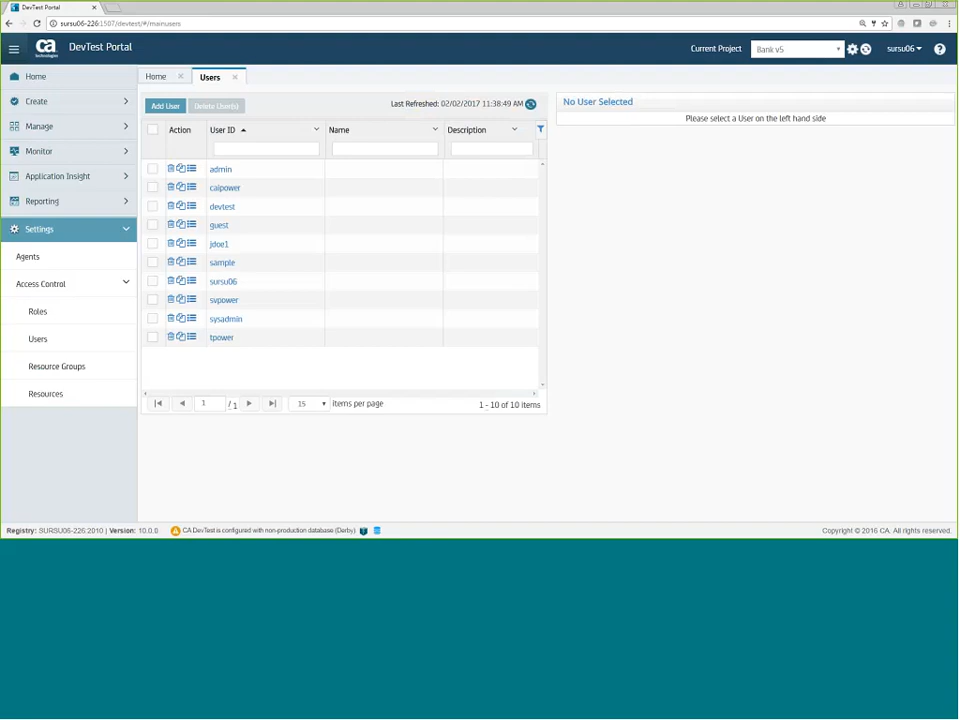 DevTest Portal
sursu06-226:1507/devtest/#/mainusers
ca technologies DevTest Portal Current Project Bank v5 sursu06
Home
Create
Manage
Monitor
Application Insight
Reporting
Settings
Agents
Access Control
Roles
Users
Resource Groups
Resources
Home Users
Add User Delete User(s) Last Refreshed: 02/02/2017 11:38:49 AM
Action User ID Name Description
admin
caipower
devtest
guest
jdoe1
sample
sursu06
svpower
sysadmin
tpower
1 / 1 15 items per page 1 - 10 of 10 items
No User Selected
Please select a User on the left hand side
Registry: SURSU06-226:2010 | Version: 10.0.0 CA DevTest is configured with non-production database (Derby) Copyright © 2016 CA. All rights reserved.